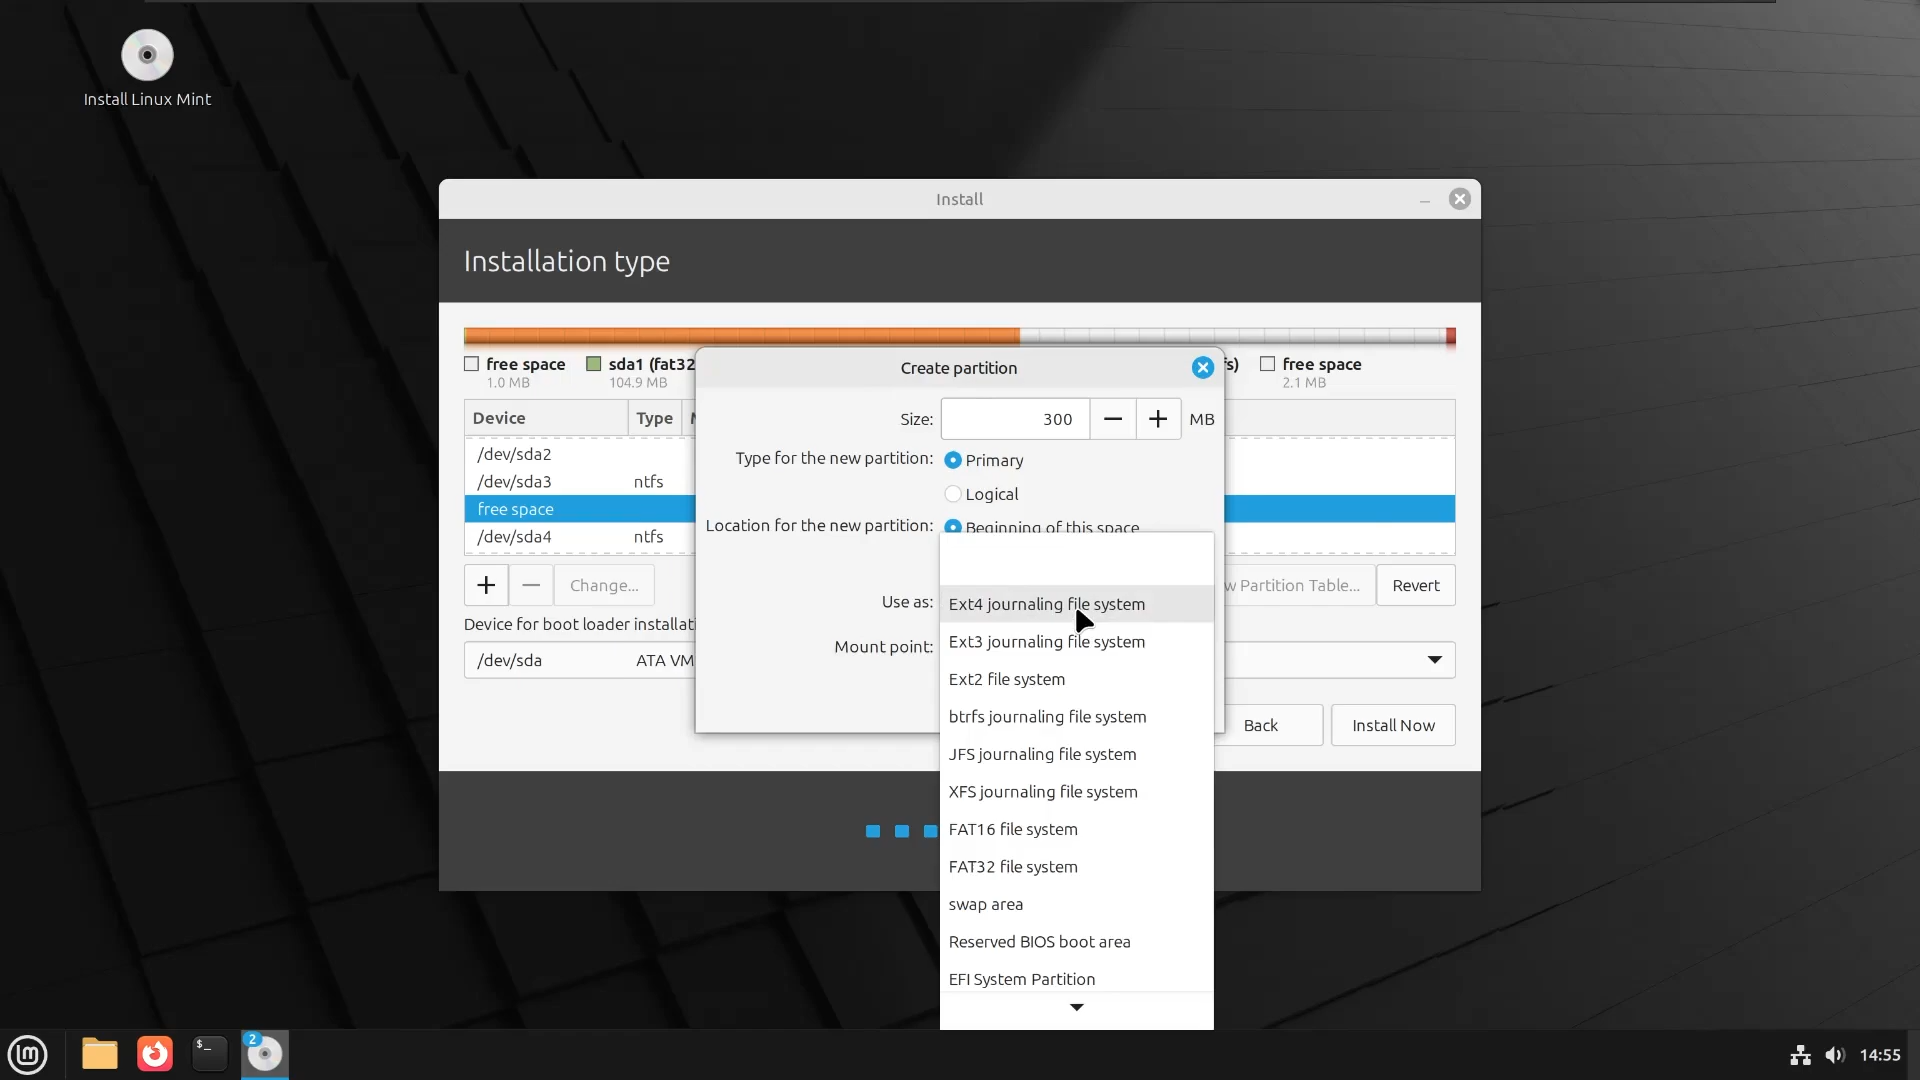 Install Linux Mint
Install
Installation type
free space
1.0 MB
sda1 (fat32
104.9 MB
fs)
free space
2.1 MB
Device
Type
/dev/sda2
/dev/sda3 ntfs
free space
/dev/sda4 ntfs
+ − Change...
w Partition Table...
Revert
Device for boot loader installati
/dev/sda ATA VM
Back
Install Now
Create partition
Size: 300 − + MB
Type for the new partition: Primary
Logical
Location for the new partition: Beginning of this space
Use as:
Mount point:
Ext4 journaling file system
Ext3 journaling file system
Ext2 file system
btrfs journaling file system
JFS journaling file system
XFS journaling file system
FAT16 file system
FAT32 file system
swap area
Reserved BIOS boot area
EFI System Partition
$_
2
14:55